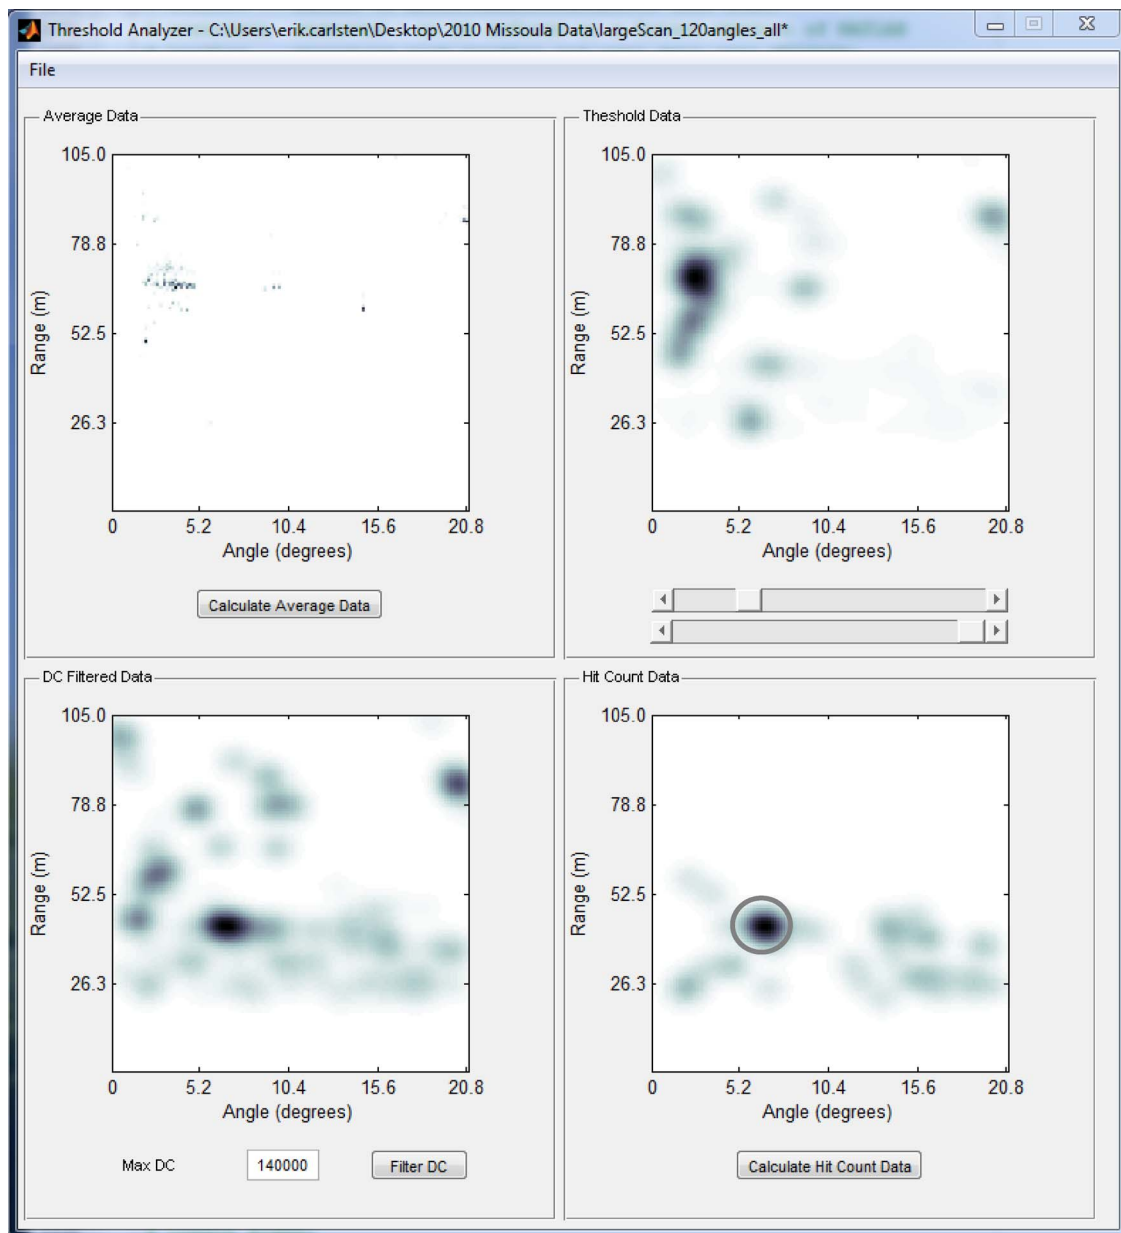 Threshold Analyzer - C:\Users\erik.carlsten\Desktop\2010 Missoula Data\largeScan_120angles_all*
File
Average Data
105.0
78.8
52.5
26.3
Range (m)
0 5.2 10.4 15.6 20.8
Angle (degrees)
Calculate Average Data
Theshold Data
105.0
78.8
52.5
26.3
Range (m)
0 5.2 10.4 15.6 20.8
Angle (degrees)
DC Filtered Data
105.0
78.8
52.5
26.3
Range (m)
0 5.2 10.4 15.6 20.8
Angle (degrees)
Max DC 140000 Filter DC
Hit Count Data
105.0
78.8
52.5
26.3
Range (m)
0 5.2 10.4 15.6 20.8
Angle (degrees)
Calculate Hit Count Data